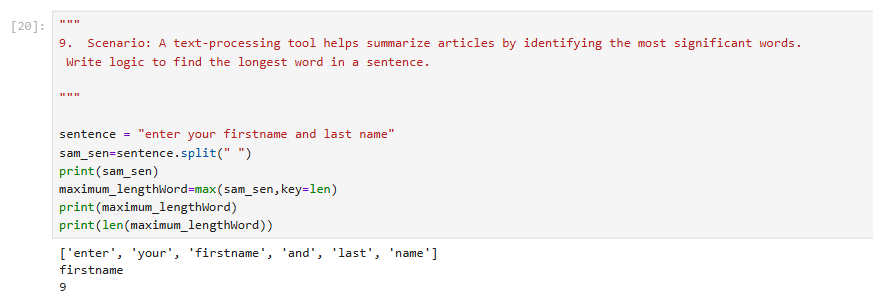 [20]: """
9.  Scenario: A text-processing tool helps summarize articles by identifying the most significant words.
 Write logic to find the longest word in a sentence.
"""
sentence = "enter your firstname and last name"
sam_sen=sentence.split(" ")
print(sam_sen)
maximum_lengthWord=max(sam_sen,key=len)
print(maximum_lengthWord)
print(len(maximum_lengthWord))
['enter', 'your', 'firstname', 'and', 'last', 'name']
firstname
9